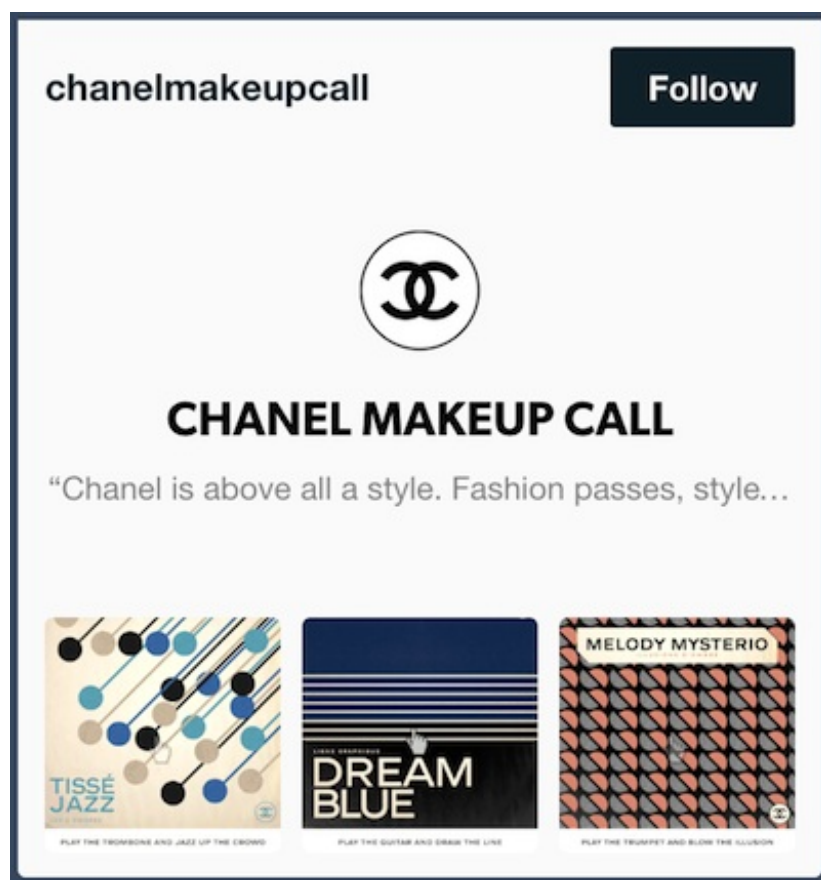 chanelmakeupcall
Follow
CHANEL MAKEUP CALL
“Chanel is above all a style. Fashion passes, style...
TISSÉ
JAZZ
PLAY THE TROMBONE AND JAZZ UP THE CROWD
LIGNE GRAPHIQUE
DREAM
BLUE
PLAY THE GUITAR AND DRAW THE LINE
MELODY MYSTERIO
PLAY THE TRUMPET AND BLOW THE ILLUSION